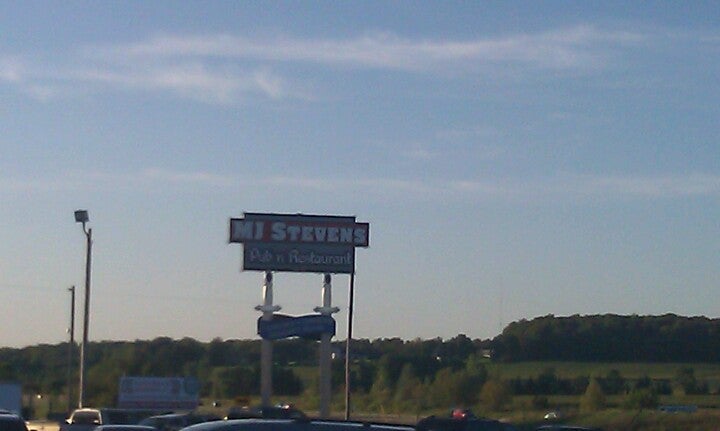 MJ STEVENS
Pub n Restaurant